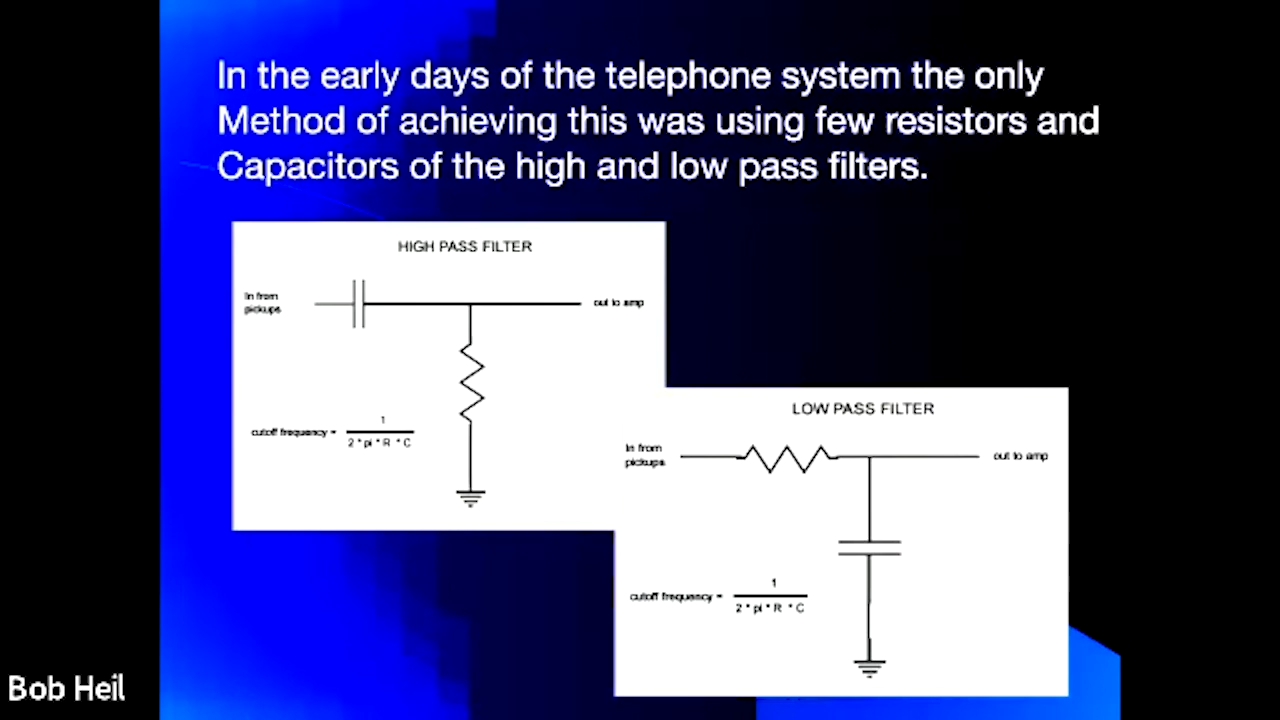 In the early days of the telephone system the only
Method of achieving this was using few resistors and
Capacitors of the high and low pass filters.
HIGH PASS FILTER
In from
pickups
out to amp
cutoff frequency =
1
2 * pi * R * C
LOW PASS FILTER
In from
pickups
out to amp
cutoff frequency =
1
2 * pi * R * C
Bob Heil